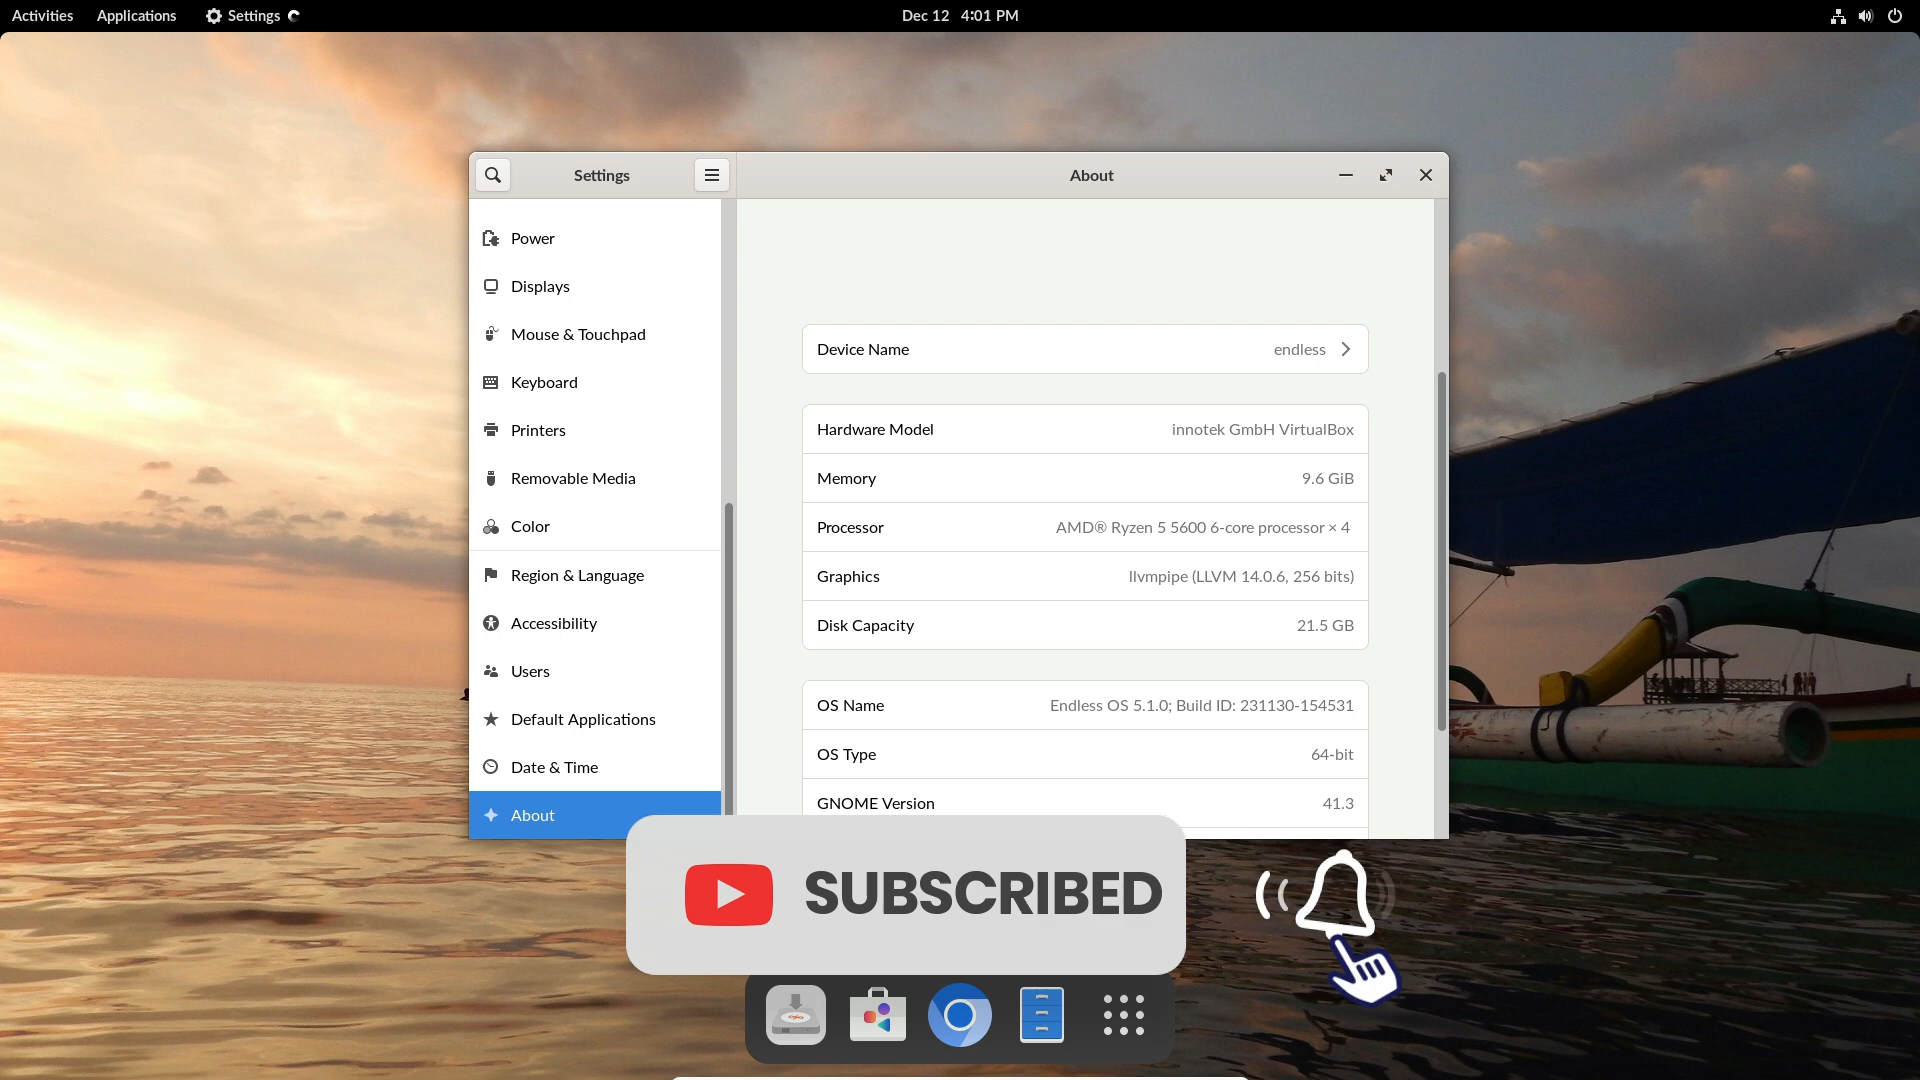 Activities Applications Settings Dec 12 4:01 PM
Settings About
Power
Displays
Mouse & Touchpad
Keyboard
Printers
Removable Media
Color
Region & Language
Accessibility
Users
Default Applications
Date & Time
About
Device Name endless
Hardware Model innotek GmbH VirtualBox
Memory 9.6 GiB
Processor AMD® Ryzen 5 5600 6-core processor × 4
Graphics llvmpipe (LLVM 14.0.6, 256 bits)
Disk Capacity 21.5 GB
OS Name Endless OS 5.1.0; Build ID: 231130-154531
OS Type 64-bit
GNOME Version 41.3
SUBSCRIBED